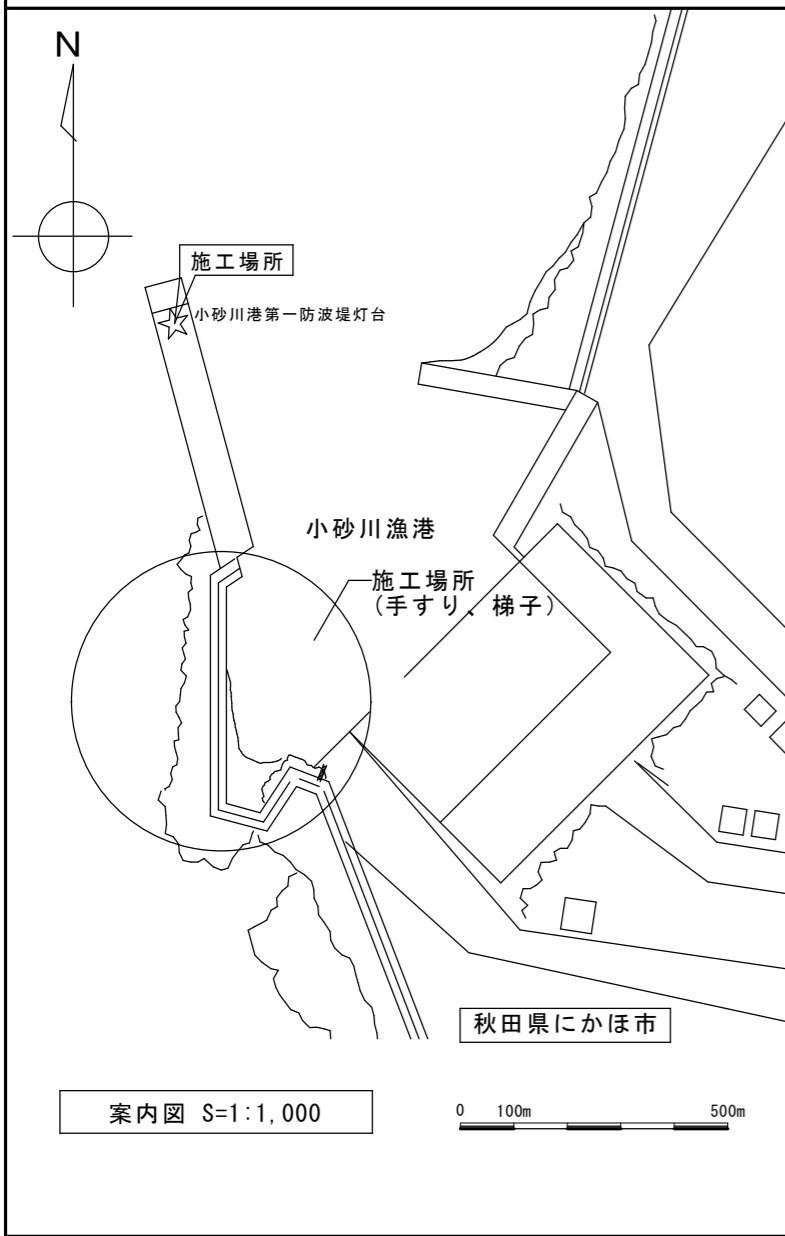 N
施工場所
小砂川港第一防波堤灯台
小砂川漁港
施工場所
(手すり、梯子)
秋田県にかほ市
案内図 S=1:1,000
0 100m 500m